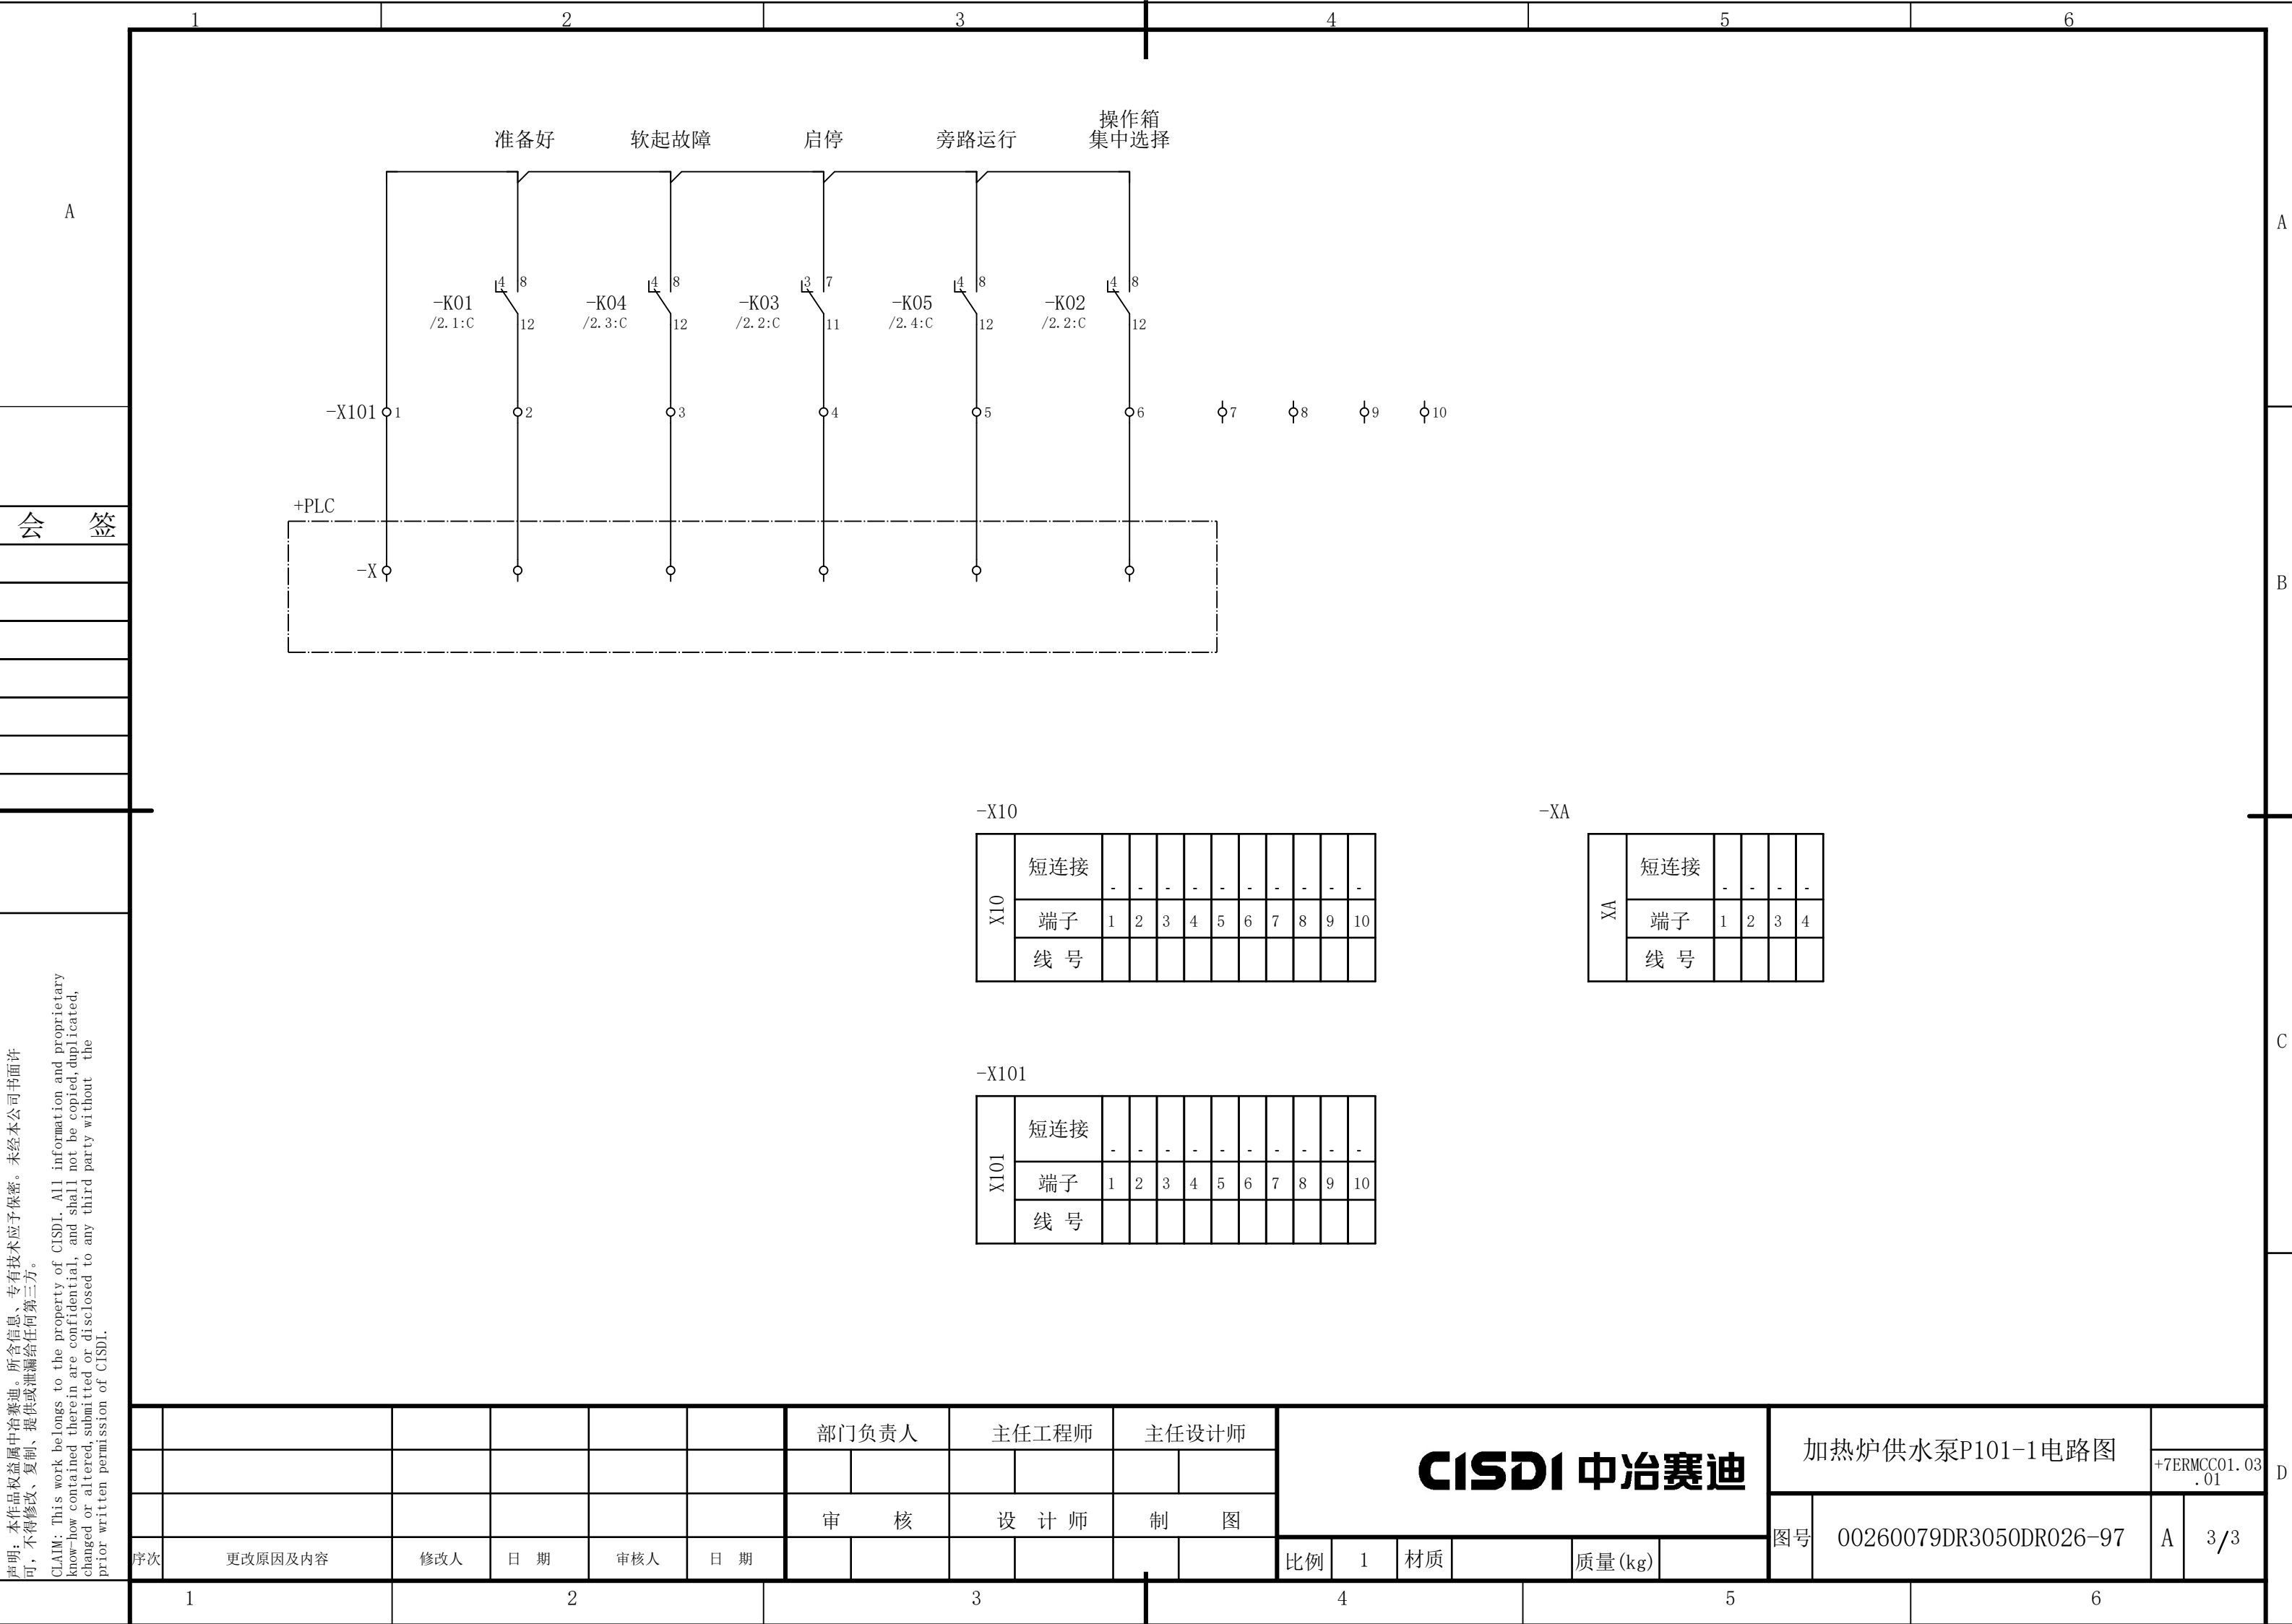 1 2 3 4 5 6
准备好 软起故障 启停 旁路运行 操作箱
集中选择
A A
4 8 4 8 3 7 4 8 4 8
-K01 -K04 -K03 -K05 -K02
/2.1:C /2.3:C /2.2:C /2.4:C /2.2:C
12 12 11 12 12
-X101 1 2 3 4 5 6 7 8 9 10
+PLC
会 签
-X
B
-X10 -XA
X10 短连接 - - - - - - - - - -
端子 1 2 3 4 5 6 7 8 9 10
线 号
XA 短连接 - - - -
端子 1 2 3 4
线 号
C
-X101
X101 短连接 - - - - - - - - - -
端子 1 2 3 4 5 6 7 8 9 10
线 号
声明：本作品权益属中冶赛迪。所含信息、专有技术应予保密。未经本公司书面许
可，不得修改、复制、提供或泄漏给任何第三方。
CLAIM: This work belongs to the property of CISDI. All information and proprietary
know-how contained therein are confidential, and shall not be copied,duplicated,
changed or altered,submitted or disclosed to any third party without the
prior written permission of CISDI.
部门负责人 主任工程师 主任设计师
审 核 设 计 师 制 图
序次 更改原因及内容 修改人 日 期 审核人 日 期
CISDI 中冶赛迪
比例 1 材质 质量(kg)
加热炉供水泵P101-1电路图
+7ERMCC01.03
.01
D
图号 00260079DR3050DR026-97 A 3/3
1 2 3 4 5 6